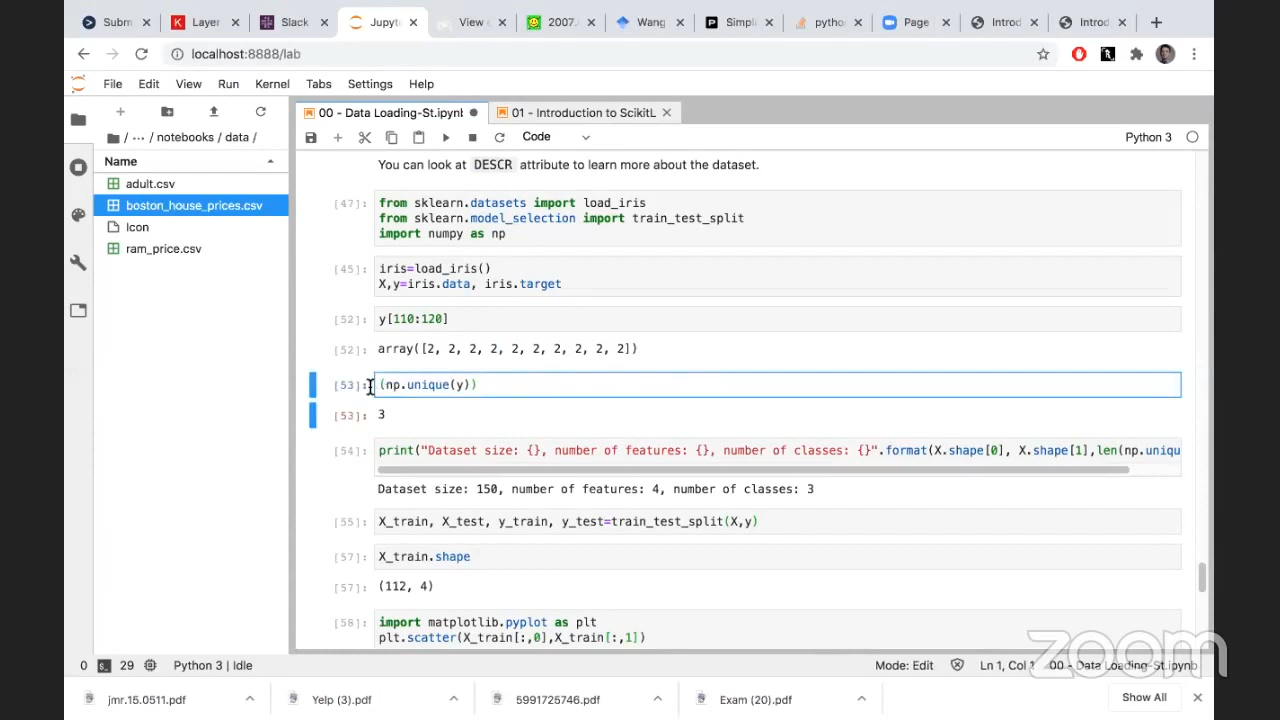 Subm
Layer
Slack
Jupyte
View
2007.
Wang
Simpl
python
Page
Introd
Introd
localhost:8888/lab
File Edit View Run Kernel Tabs Settings Help
00 - Data Loading-St.ipynb
01 - Introduction to ScikitL
/ ··· / notebooks / data /
Code
Python 3
Name
adult.csv
boston_house_prices.csv
Icon
ram_price.csv
You can look at DESCR attribute to learn more about the dataset.
[47]: from sklearn.datasets import load_iris
from sklearn.model_selection import train_test_split
import numpy as np
[45]: iris=load_iris()
X,y=iris.data, iris.target
[52]: y[110:120]
[52]: array([2, 2, 2, 2, 2, 2, 2, 2, 2, 2])
[53]: (np.unique(y))
[53]: 3
[54]: print("Dataset size: {}, number of features: {}, number of classes: {}".format(X.shape[0], X.shape[1],len(np.uniqu
Dataset size: 150, number of features: 4, number of classes: 3
[55]: X_train, X_test, y_train, y_test=train_test_split(X,y)
[57]: X_train.shape
[57]: (112, 4)
[58]: import matplotlib.pyplot as plt
plt.scatter(X_train[:,0],X_train[:,1])
zoom
0 29 Python 3 | Idle
Mode: Edit
Ln 1, Col 1
00 - Data Loading-St.ipynb
jmr.15.0511.pdf
Yelp (3).pdf
5991725746.pdf
Exam (20).pdf
Show All